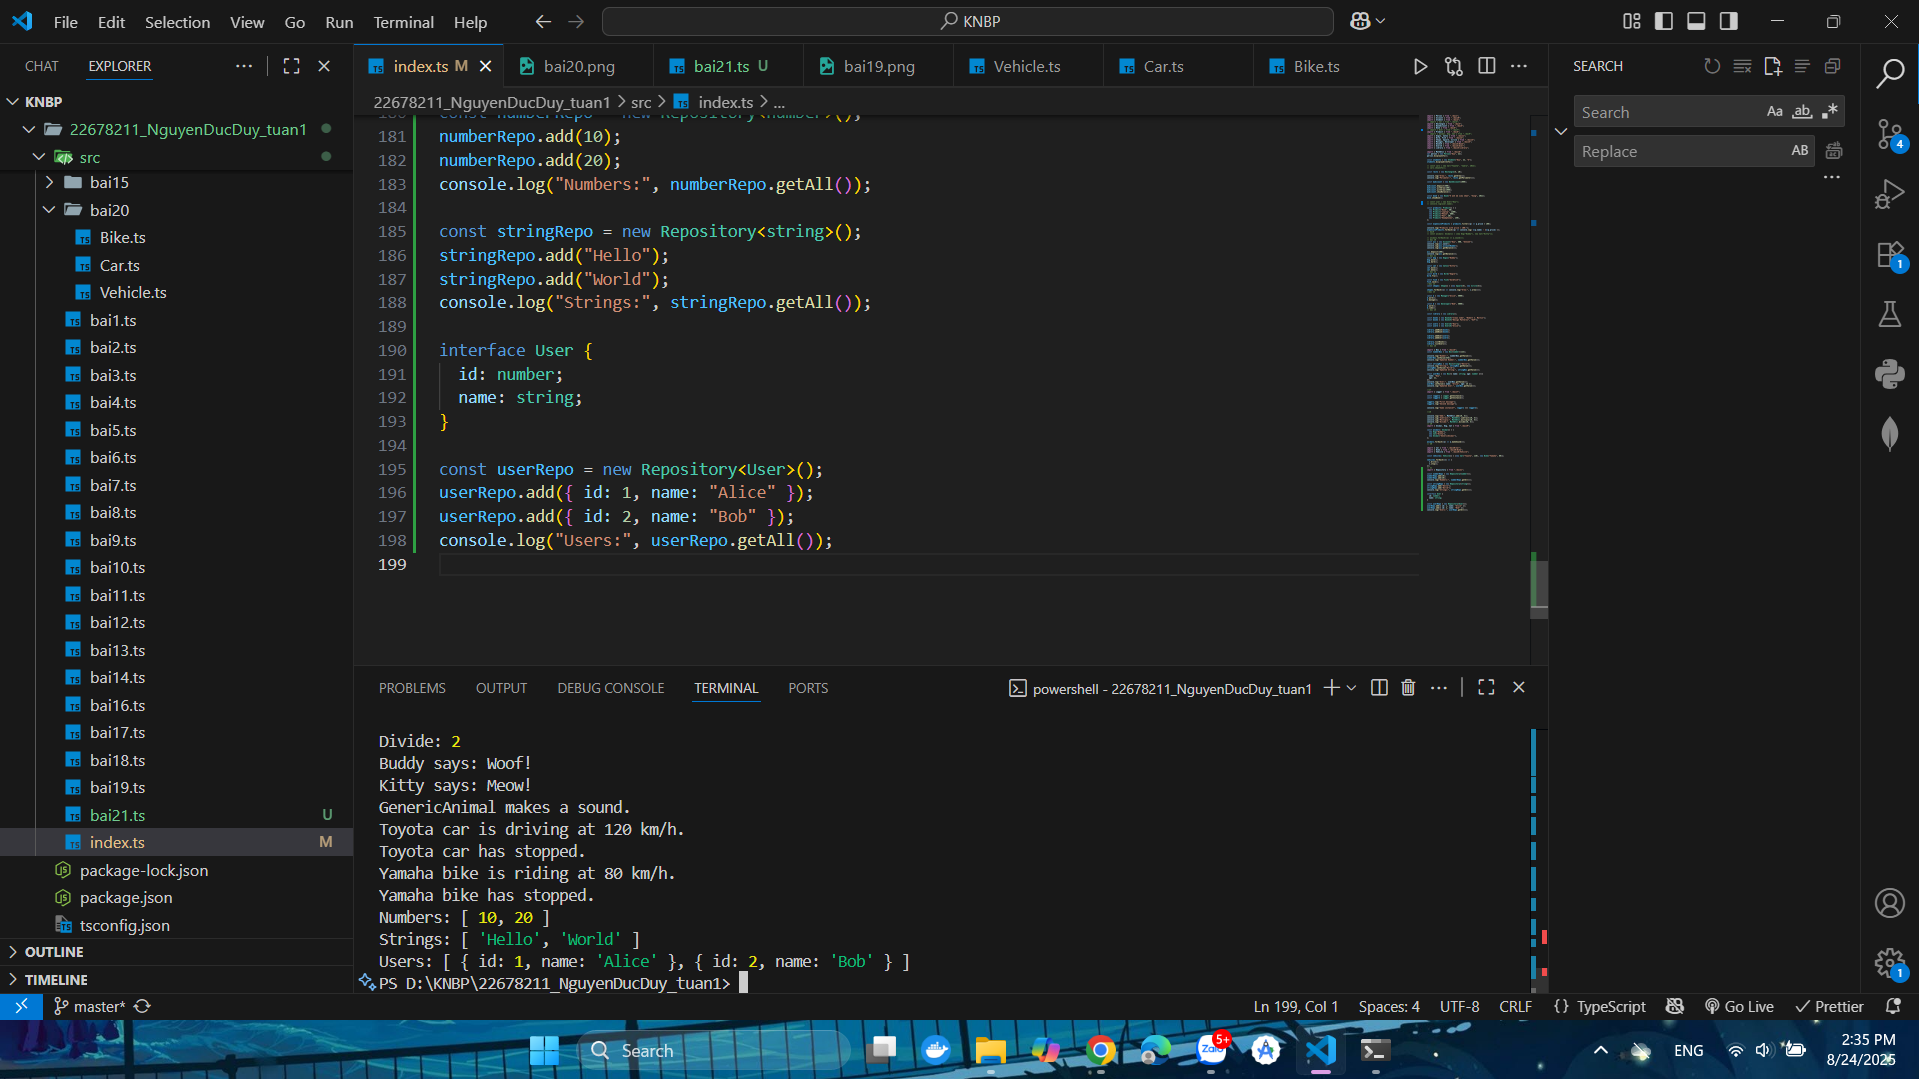 File Edit Selection View Go Run Terminal Help
KNBP
CHAT EXPLORER
index.ts M
bai20.png
bai21.ts U
bai19.png
Vehicle.ts
Car.ts
Bike.ts
SEARCH
22678211_NguyenDucDuy_tuan1 > src > index.ts > ...
KNBP
22678211_NguyenDucDuy_tuan1
src
bai15
bai20
Bike.ts
Car.ts
Vehicle.ts
bai1.ts
bai2.ts
bai3.ts
bai4.ts
bai5.ts
bai6.ts
bai7.ts
bai8.ts
bai9.ts
bai10.ts
bai11.ts
bai12.ts
bai13.ts
bai14.ts
bai16.ts
bai17.ts
bai18.ts
bai19.ts
bai21.ts U
index.ts M
package-lock.json
package.json
tsconfig.json
OUTLINE
TIMELINE
180 const numberRepo = new Repository<number>();
181 numberRepo.add(10);
182 numberRepo.add(20);
183 console.log("Numbers:", numberRepo.getAll());
184
185 const stringRepo = new Repository<string>();
186 stringRepo.add("Hello");
187 stringRepo.add("World");
188 console.log("Strings:", stringRepo.getAll());
189
190 interface User {
191 id: number;
192 name: string;
193 }
194
195 const userRepo = new Repository<User>();
196 userRepo.add({ id: 1, name: "Alice" });
197 userRepo.add({ id: 2, name: "Bob" });
198 console.log("Users:", userRepo.getAll());
199
Search Aa ab
Replace AB
4
1
1
PROBLEMS OUTPUT DEBUG CONSOLE TERMINAL PORTS
powershell - 22678211_NguyenDucDuy_tuan1
Divide: 2
Buddy says: Woof!
Kitty says: Meow!
GenericAnimal makes a sound.
Toyota car is driving at 120 km/h.
Toyota car has stopped.
Yamaha bike is riding at 80 km/h.
Yamaha bike has stopped.
Numbers: [ 10, 20 ]
Strings: [ 'Hello', 'World' ]
Users: [ { id: 1, name: 'Alice' }, { id: 2, name: 'Bob' } ]
PS D:\KNBP\22678211_NguyenDucDuy_tuan1>
master* Ln 199, Col 1 Spaces: 4 UTF-8 CRLF {} TypeScript Go Live Prettier
Search
Zalo
5+
ENG
2:35 PM
8/24/2025